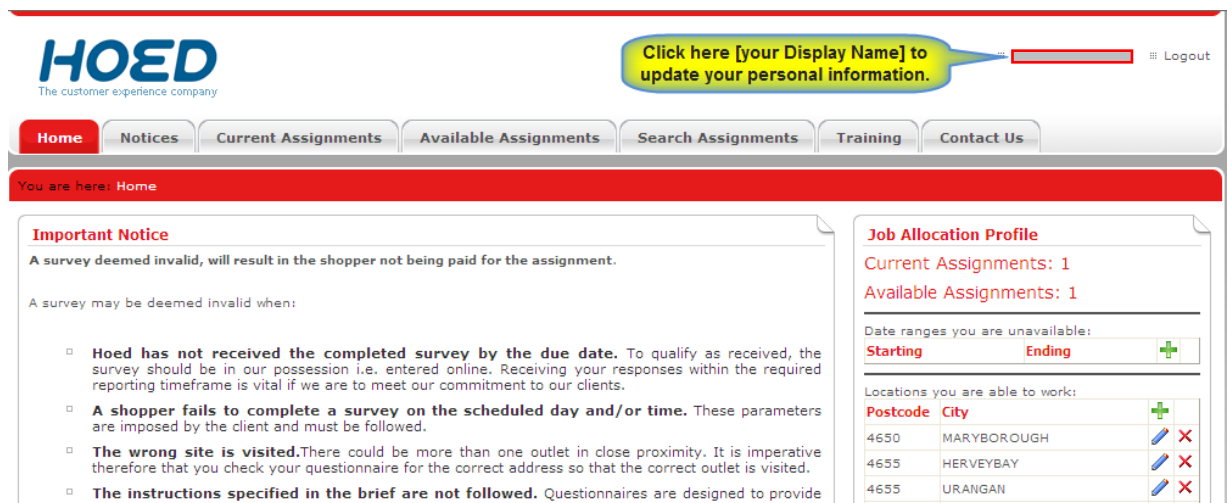 HOED
The customer experience company
Click here [your Display Name] to
update your personal information.
Logout
Home Notices Current Assignments Available Assignments Search Assignments Training Contact Us
You are here: Home
Important Notice
A survey deemed invalid, will result in the shopper not being paid for the assignment.
A survey may be deemed invalid when:
Hoed has not received the completed survey by the due date. To qualify as received, the
survey should be in our possession i.e. entered online. Receiving your responses within the required
reporting timeframe is vital if we are to meet our commitment to our clients.
A shopper fails to complete a survey on the scheduled day and/or time. These parameters
are imposed by the client and must be followed.
The wrong site is visited.There could be more than one outlet in close proximity. It is imperative
therefore that you check your questionnaire for the correct address so that the correct outlet is visited.
The instructions specified in the brief are not followed. Questionnaires are designed to provide
Job Allocation Profile
Current Assignments: 1
Available Assignments: 1
Date ranges you are unavailable:
Starting Ending
Locations you are able to work:
Postcode City
4650 MARYBOROUGH
4655 HERVEYBAY
4655 URANGAN